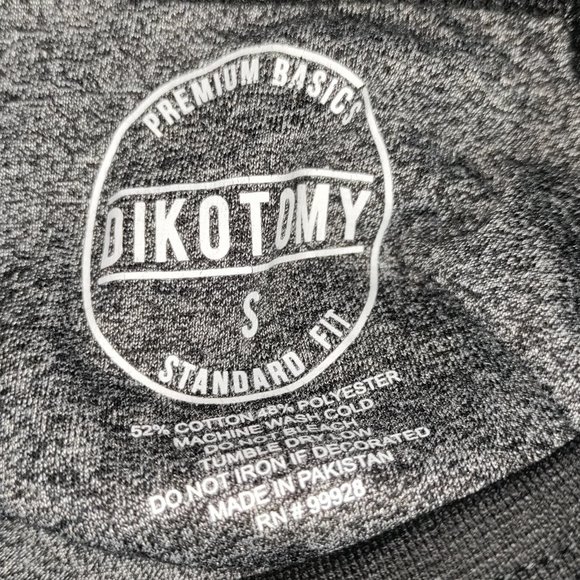 PREMIUM BASICS
DIKOTOMY
S
STANDARD FIT
52% COTTON 48% POLYESTER
MACHINE WASH COLD
DO NOT BLEACH
TUMBLE DRY LOW
DO NOT IRON IF DECORATED
MADE IN PAKISTAN
RN # 99928